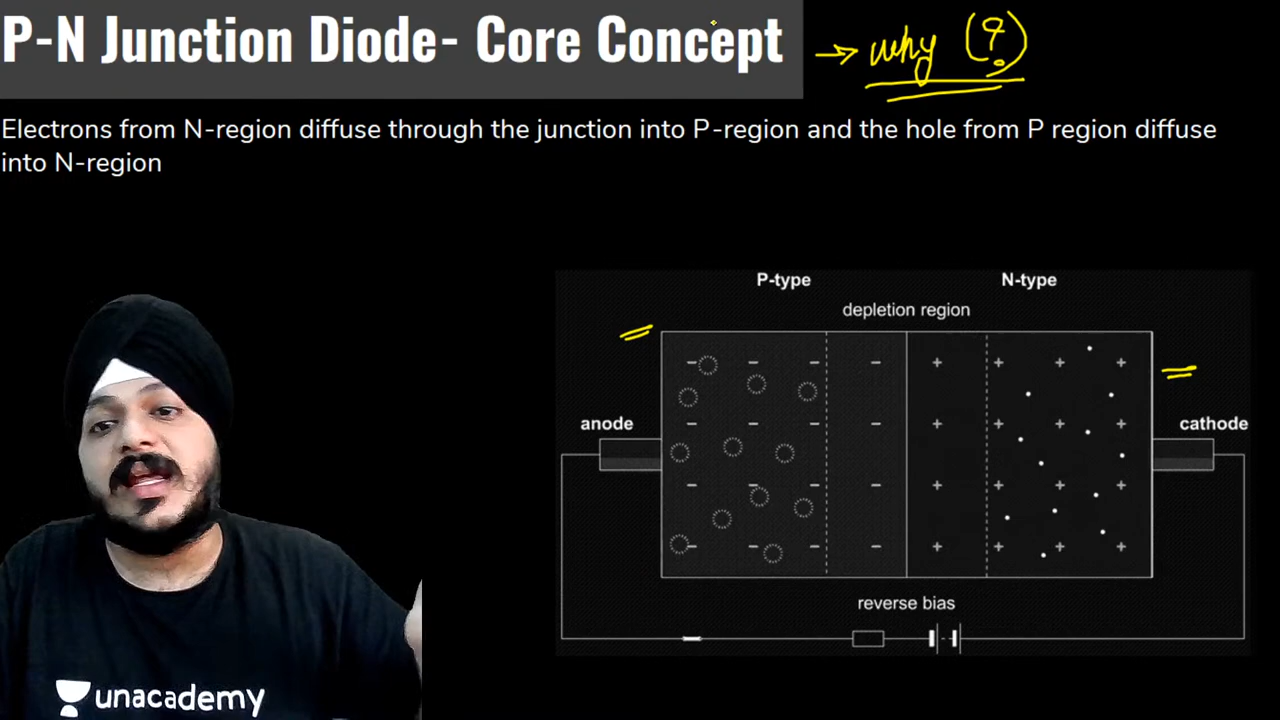 P-N Junction Diode- Core Concept
→ why (?)
Electrons from N-region diffuse through the junction into P-region and the hole from P region diffuse
into N-region
P-type N-type
depletion region
anode cathode
reverse bias
unacademy